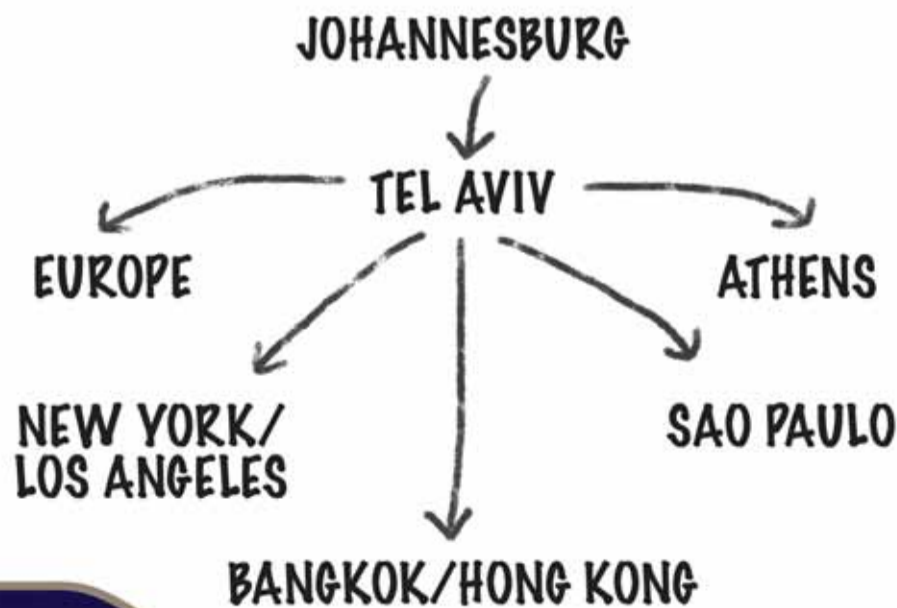 JOHANNESBURG
TEL AVIV
EUROPE
ATHENS
NEW YORK/
LOS ANGELES
SAO PAULO
BANGKOK/HONG KONG